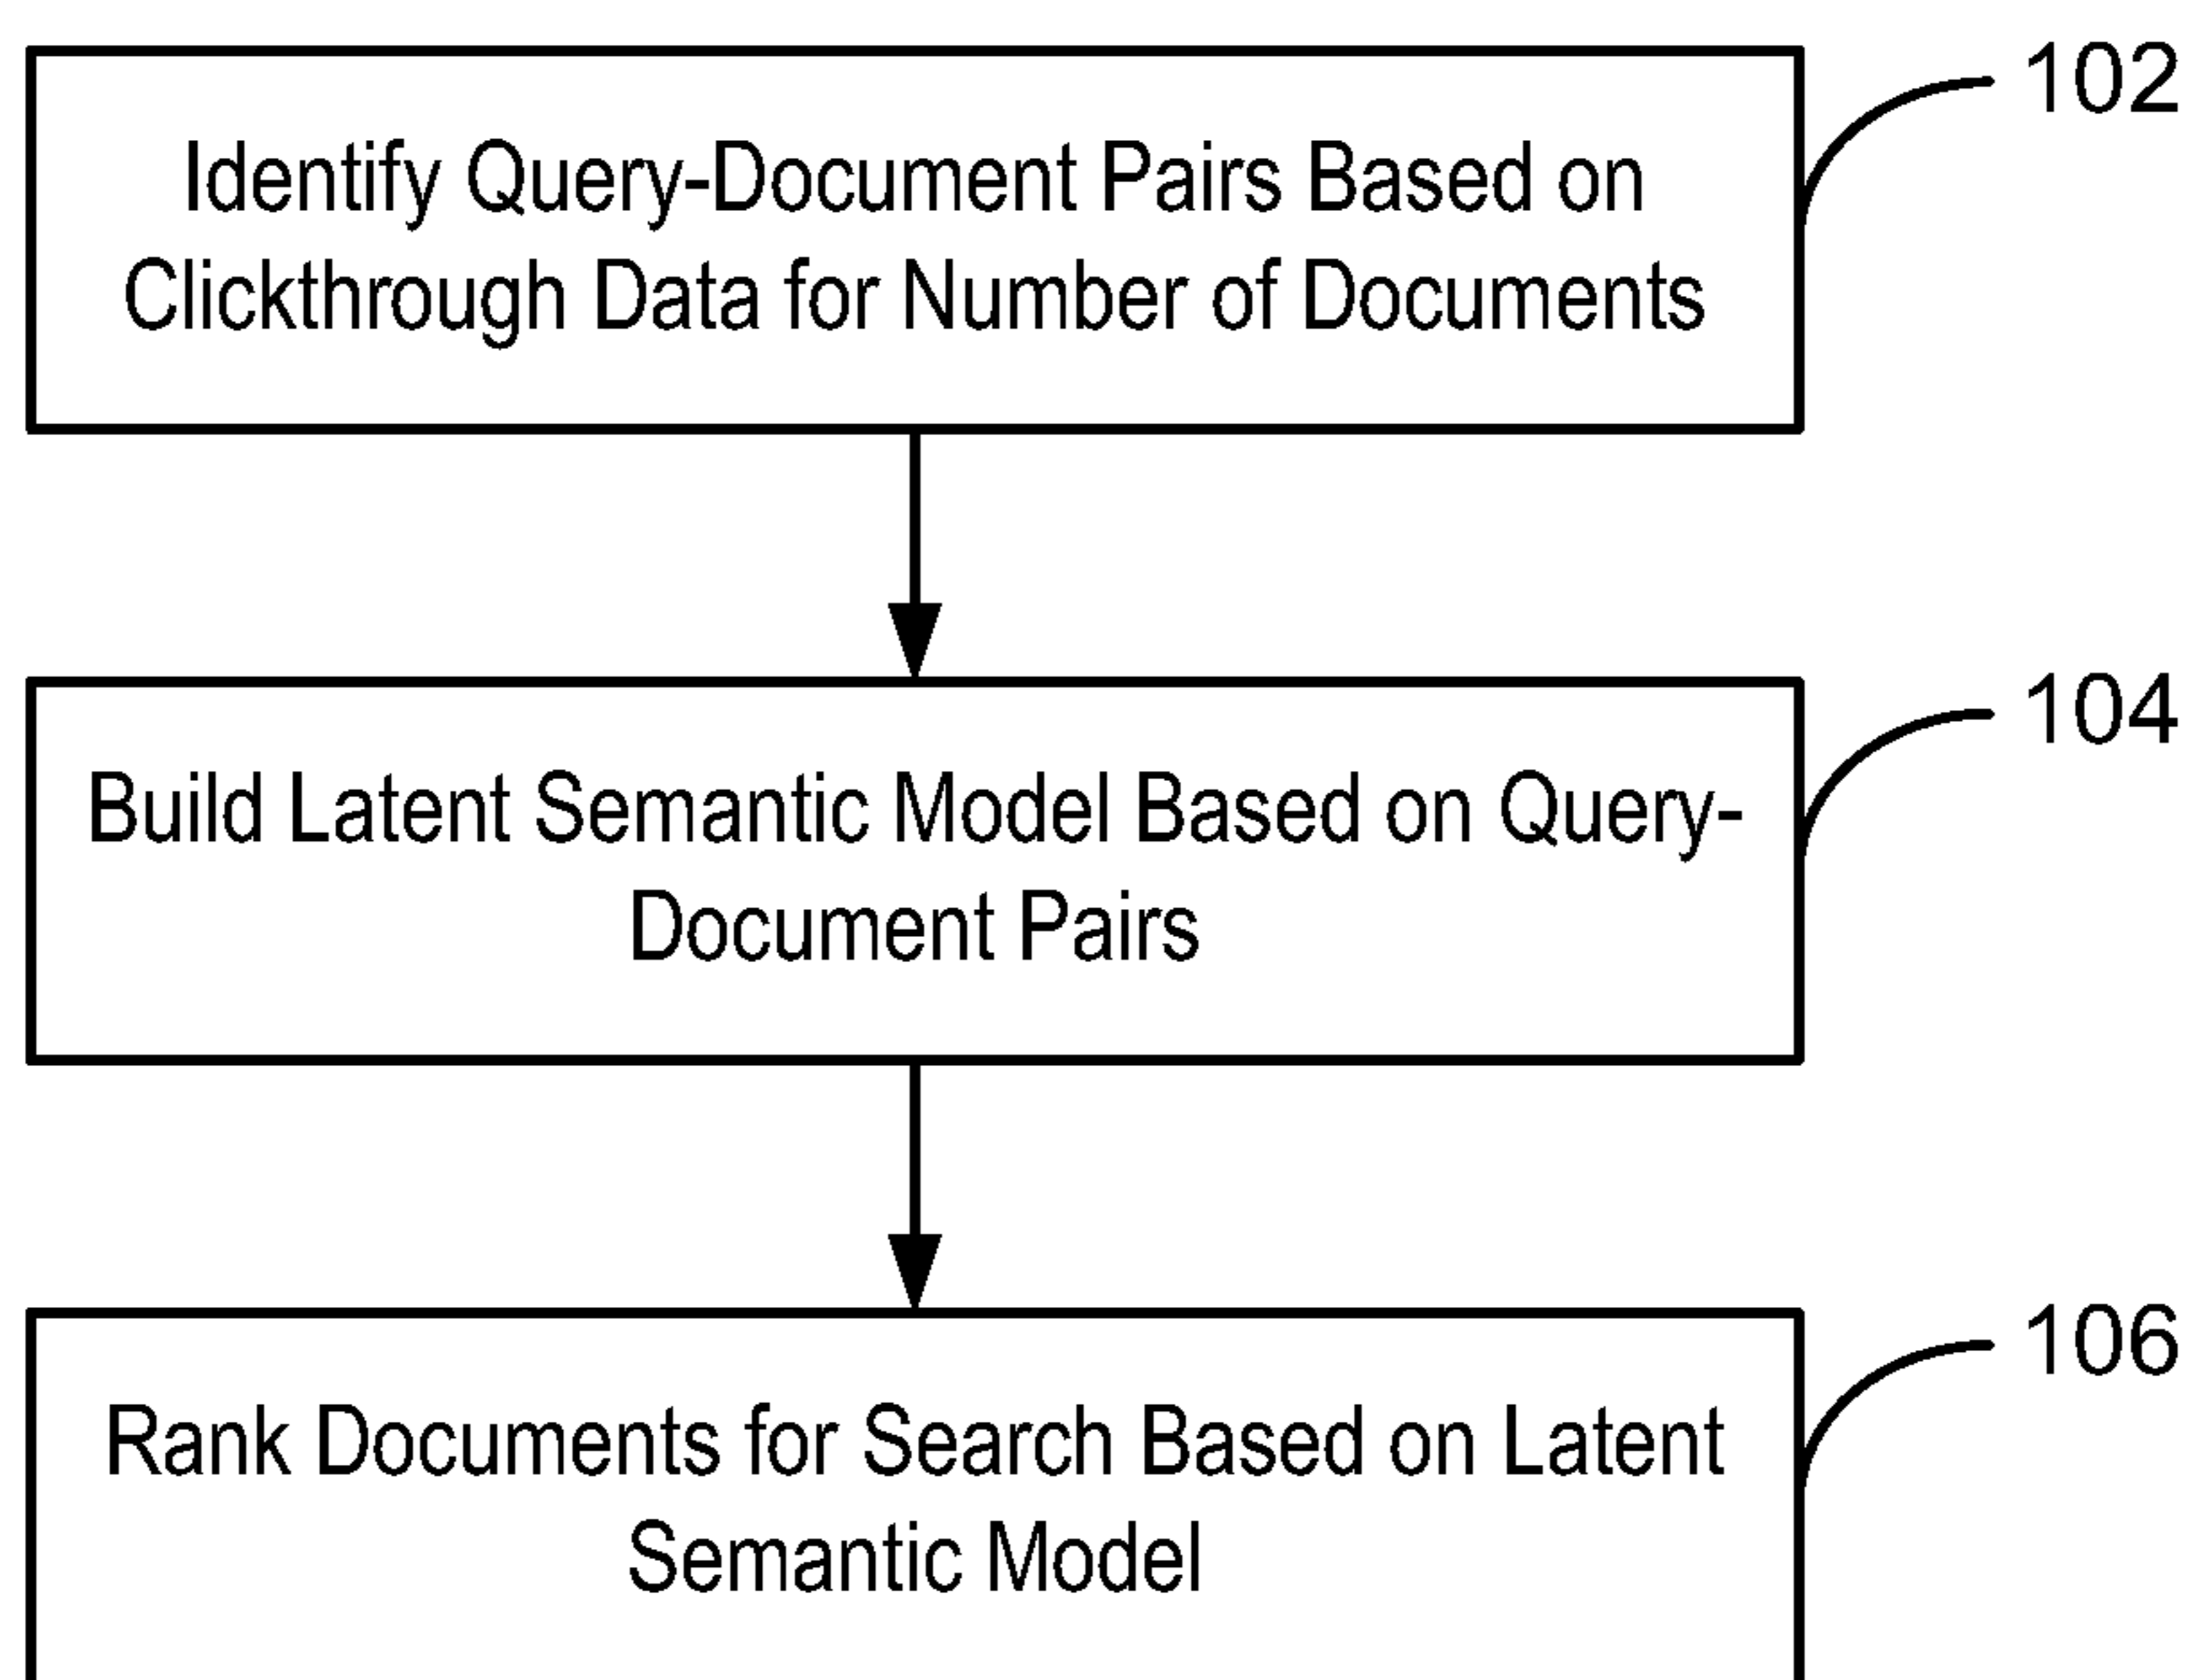 102
Identify Query-Document Pairs Based on
Clickthrough Data for Number of Documents
104
Build Latent Semantic Model Based on Query-
Document Pairs
106
Rank Documents for Search Based on Latent
Semantic Model